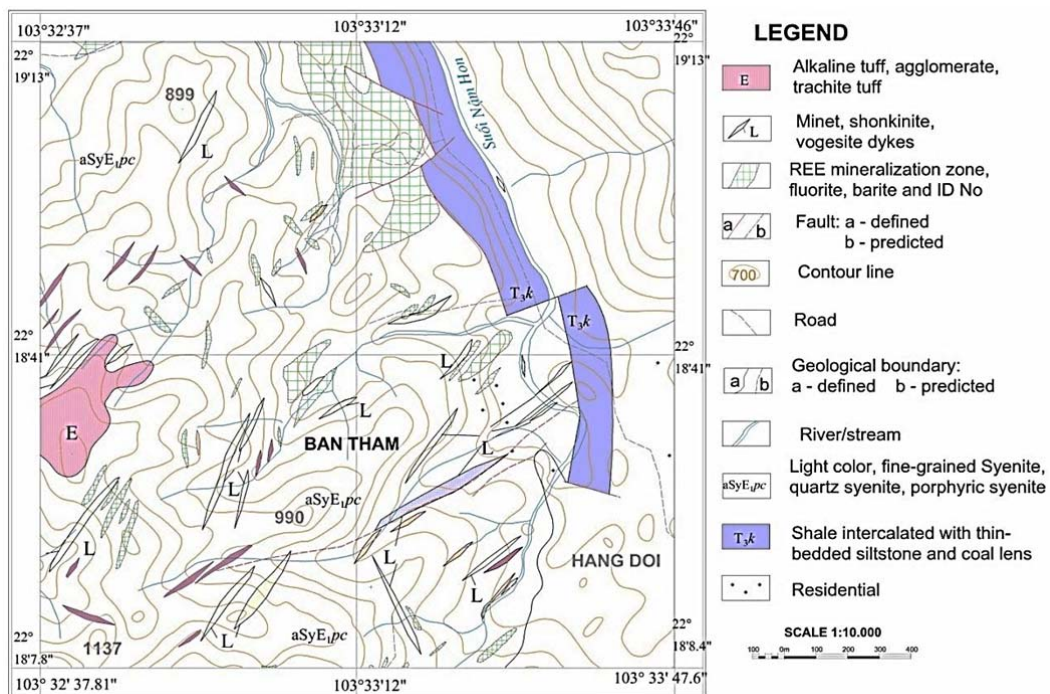 103° 32'37"
103°33'12"
103°33'46"
22°
19'13"
22°
19'13"
899
L
aSyE₁pc
Suối Nậm Hon
T₃k
T₃k
22°
18'41"
22°
18'41"
L
E
L
BAN THAM
L
L
aSyE₁pc
990
L
L
HANG DOI
L
L
aSyE₁pc
1137
22°
18'7.8"
22°
18'8.4"
103° 32' 37.81"
103°33'12"
103° 33' 47.6"
LEGEND
E
Alkaline tuff, agglomerate,
trachite tuff
L
Minet, shonkinite,
vogesite dykes
REE mineralization zone,
fluorite, barite and ID No
a b
Fault: a - defined
b - predicted
700
Contour line
Road
a b
Geological boundary:
a - defined b - predicted
River/stream
aSyE₁pc
Light color, fine-grained Syenite,
quartz syenite, porphyric syenite
T₃k
Shale intercalated with thin-
bedded siltstone and coal lens
Residential
SCALE 1:10.000
100 0m 100 200 300 400